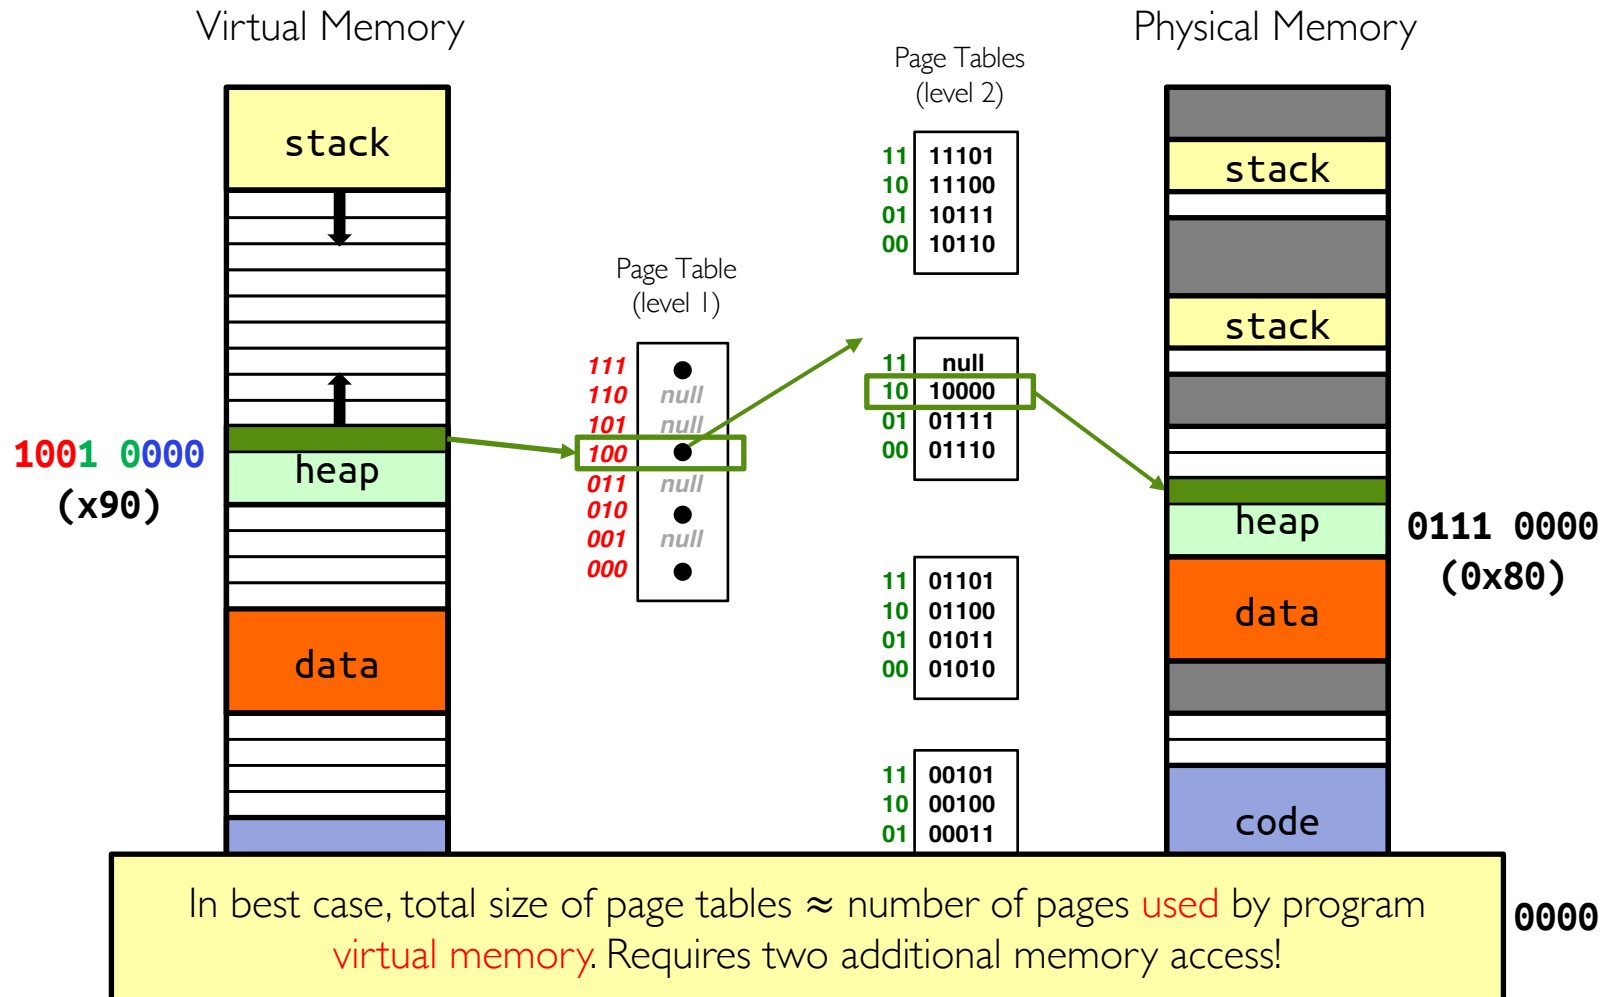 Virtual Memory
Physical Memory
Page Tables
(level 2)
Page Table
(level 1)
stack
heap
data
1001 0000
(x90)
111
110 null
101 null
100
011 null
010
001 null
000
11 11101
10 11100
01 10111
00 10110
11 null
10 10000
01 01111
00 01110
11 01101
10 01100
01 01011
00 01010
11 00101
10 00100
01 00011
stack
stack
heap
data
code
0111 0000
(0x80)
0000
In best case, total size of page tables ≈ number of pages used by program
virtual memory. Requires two additional memory access!